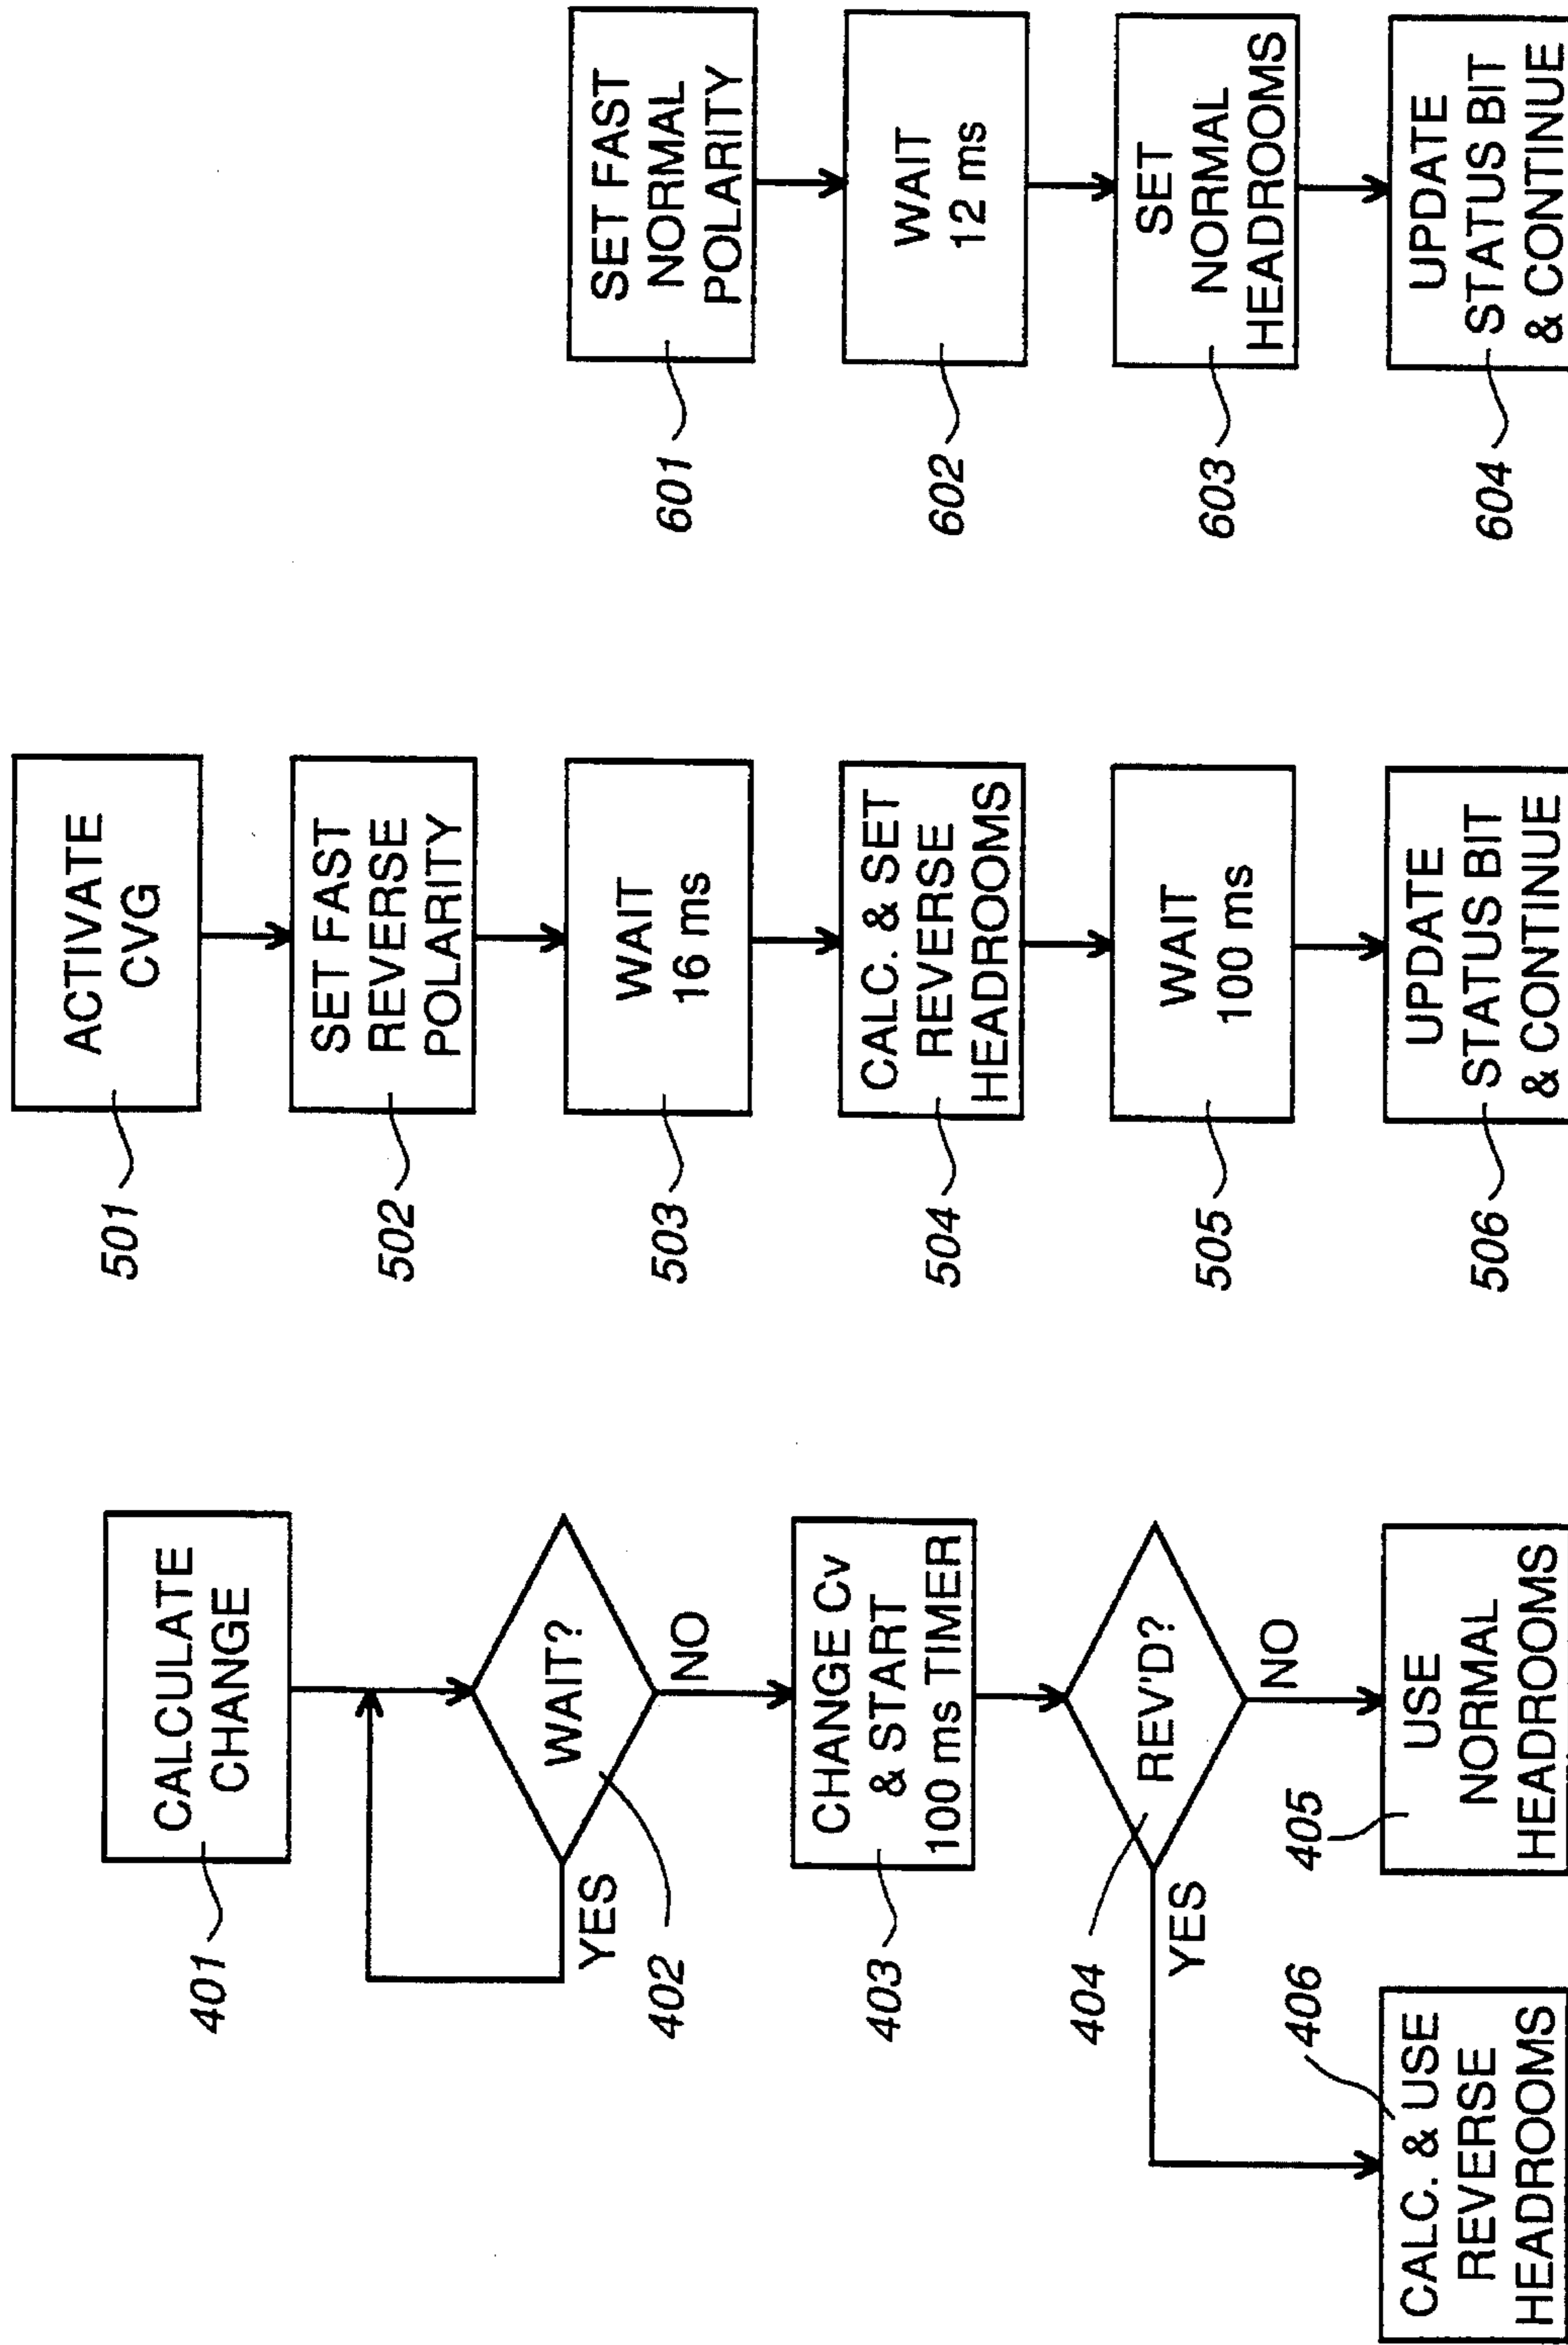 401
CALCULATE
CHANGE
402
WAIT?
YES
NO
403
CHANGE Cv
& START
100 ms TIMER
404
REV'D?
YES
NO
406
CALC. & USE
REVERSE
HEADROOMS
405
USE
NORMAL
HEADROOMS
501
ACTIVATE
CVG
502
SET FAST
REVERSE
POLARITY
503
WAIT
16 ms
504
CALC. & SET
REVERSE
HEADROOMS
505
WAIT
100 ms
506
UPDATE
STATUS BIT
& CONTINUE
601
SET FAST
NORMAL
POLARITY
602
WAIT
12 ms
603
SET
NORMAL
HEADROOMS
604
UPDATE
STATUS BIT
& CONTINUE